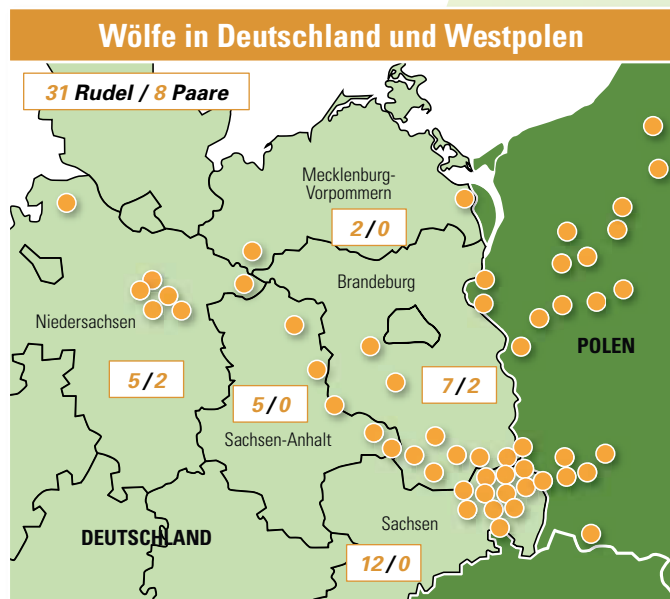 Wölfe in Deutschland und Westpolen
31 Rudel / 8 Paare
Mecklenburg-
Vorpommern
2/0
Brandeburg
Niedersachsen
POLEN
5/2
5/0
7/2
Sachsen-Anhalt
Sachsen
DEUTSCHLAND
12/0